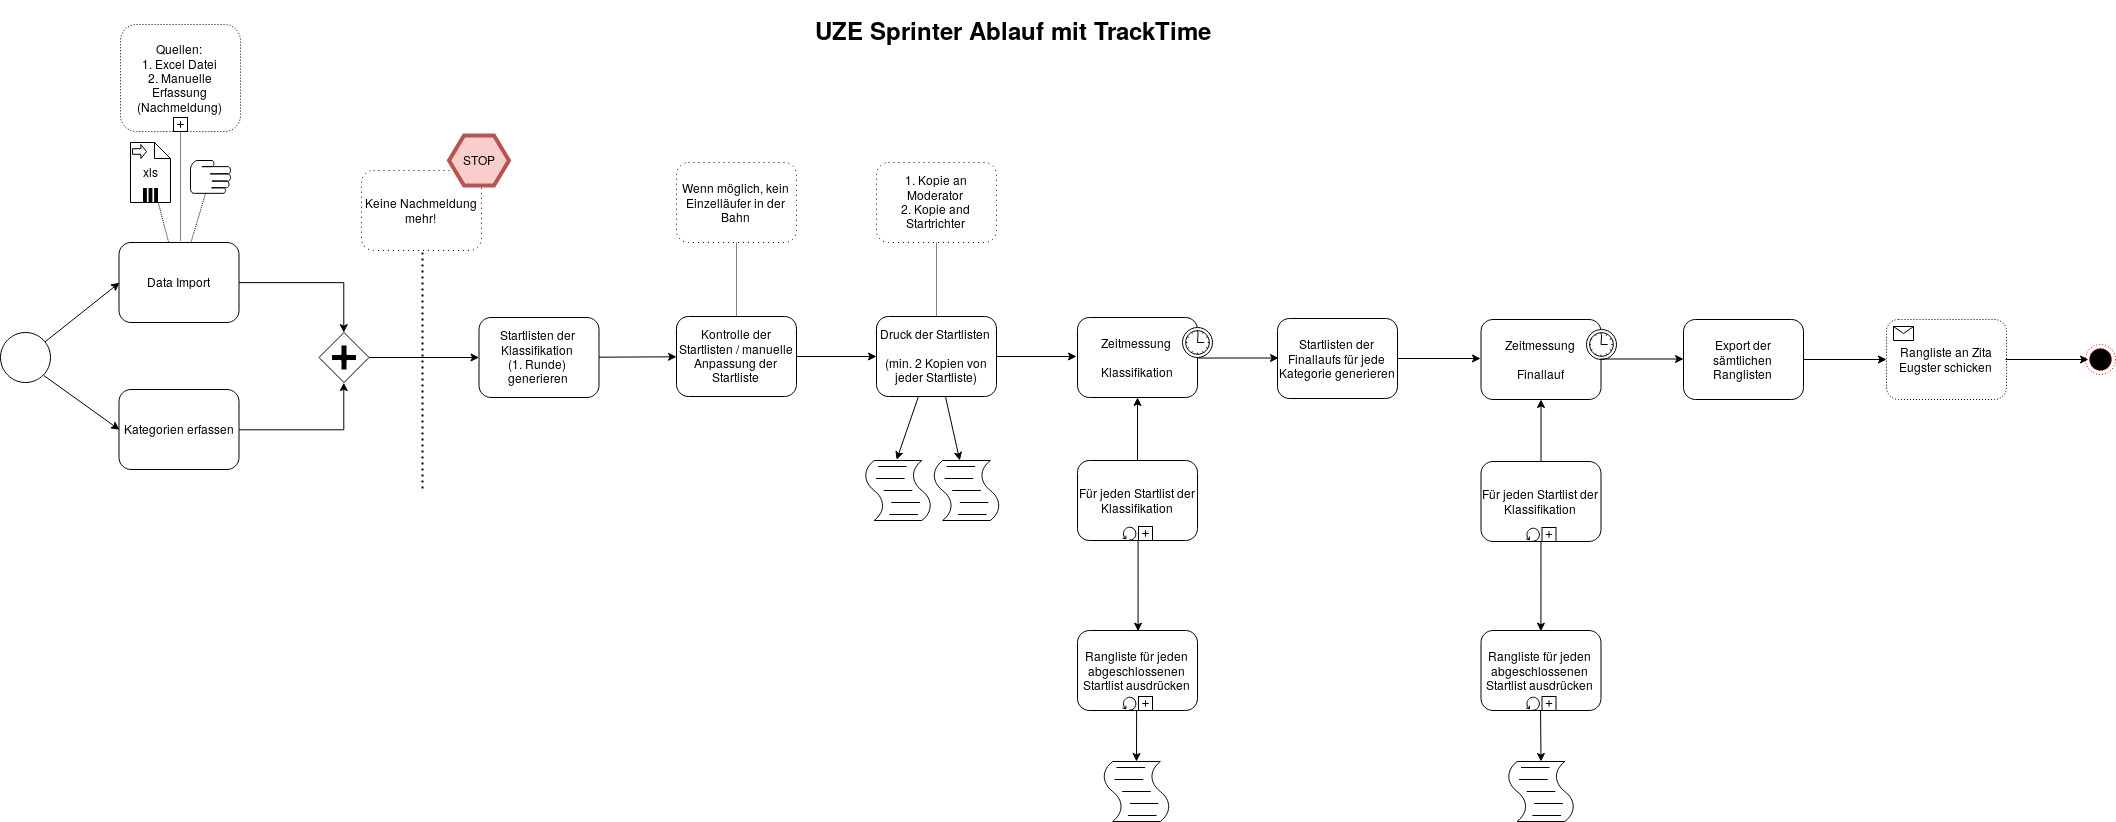 UZE Sprinter Ablauf mit TrackTime
Quellen:
1. Excel Datei
2. Manuelle
Erfassung
(Nachmeldung)
xls
Data Import
Kategorien erfassen
STOP
Keine Nachmeldung
mehr!
Startlisten der
Klassifikation
(1. Runde)
generieren
Wenn möglich, kein
Einzelläufer in der
Bahn
Kontrolle der
Startlisten / manuelle
Anpassung der
Startliste
1. Kopie an
Moderator
2. Kopie and
Startrichter
Druck der Startlisten
(min. 2 Kopien von
jeder Startliste)
Zeitmessung
Klassifikation
Für jeden Startlist der
Klassifikation
Rangliste für jeden
abgeschlossenen
Startlist ausdrücken
Startlisten der
Finallaufs für jede
Kategorie generieren
Zeitmessung
Finallauf
Für jeden Startlist der
Klassifikation
Rangliste für jeden
abgeschlossenen
Startlist ausdrücken
Export der
sämtlichen
Ranglisten
Rangliste an Zita
Eugster schicken